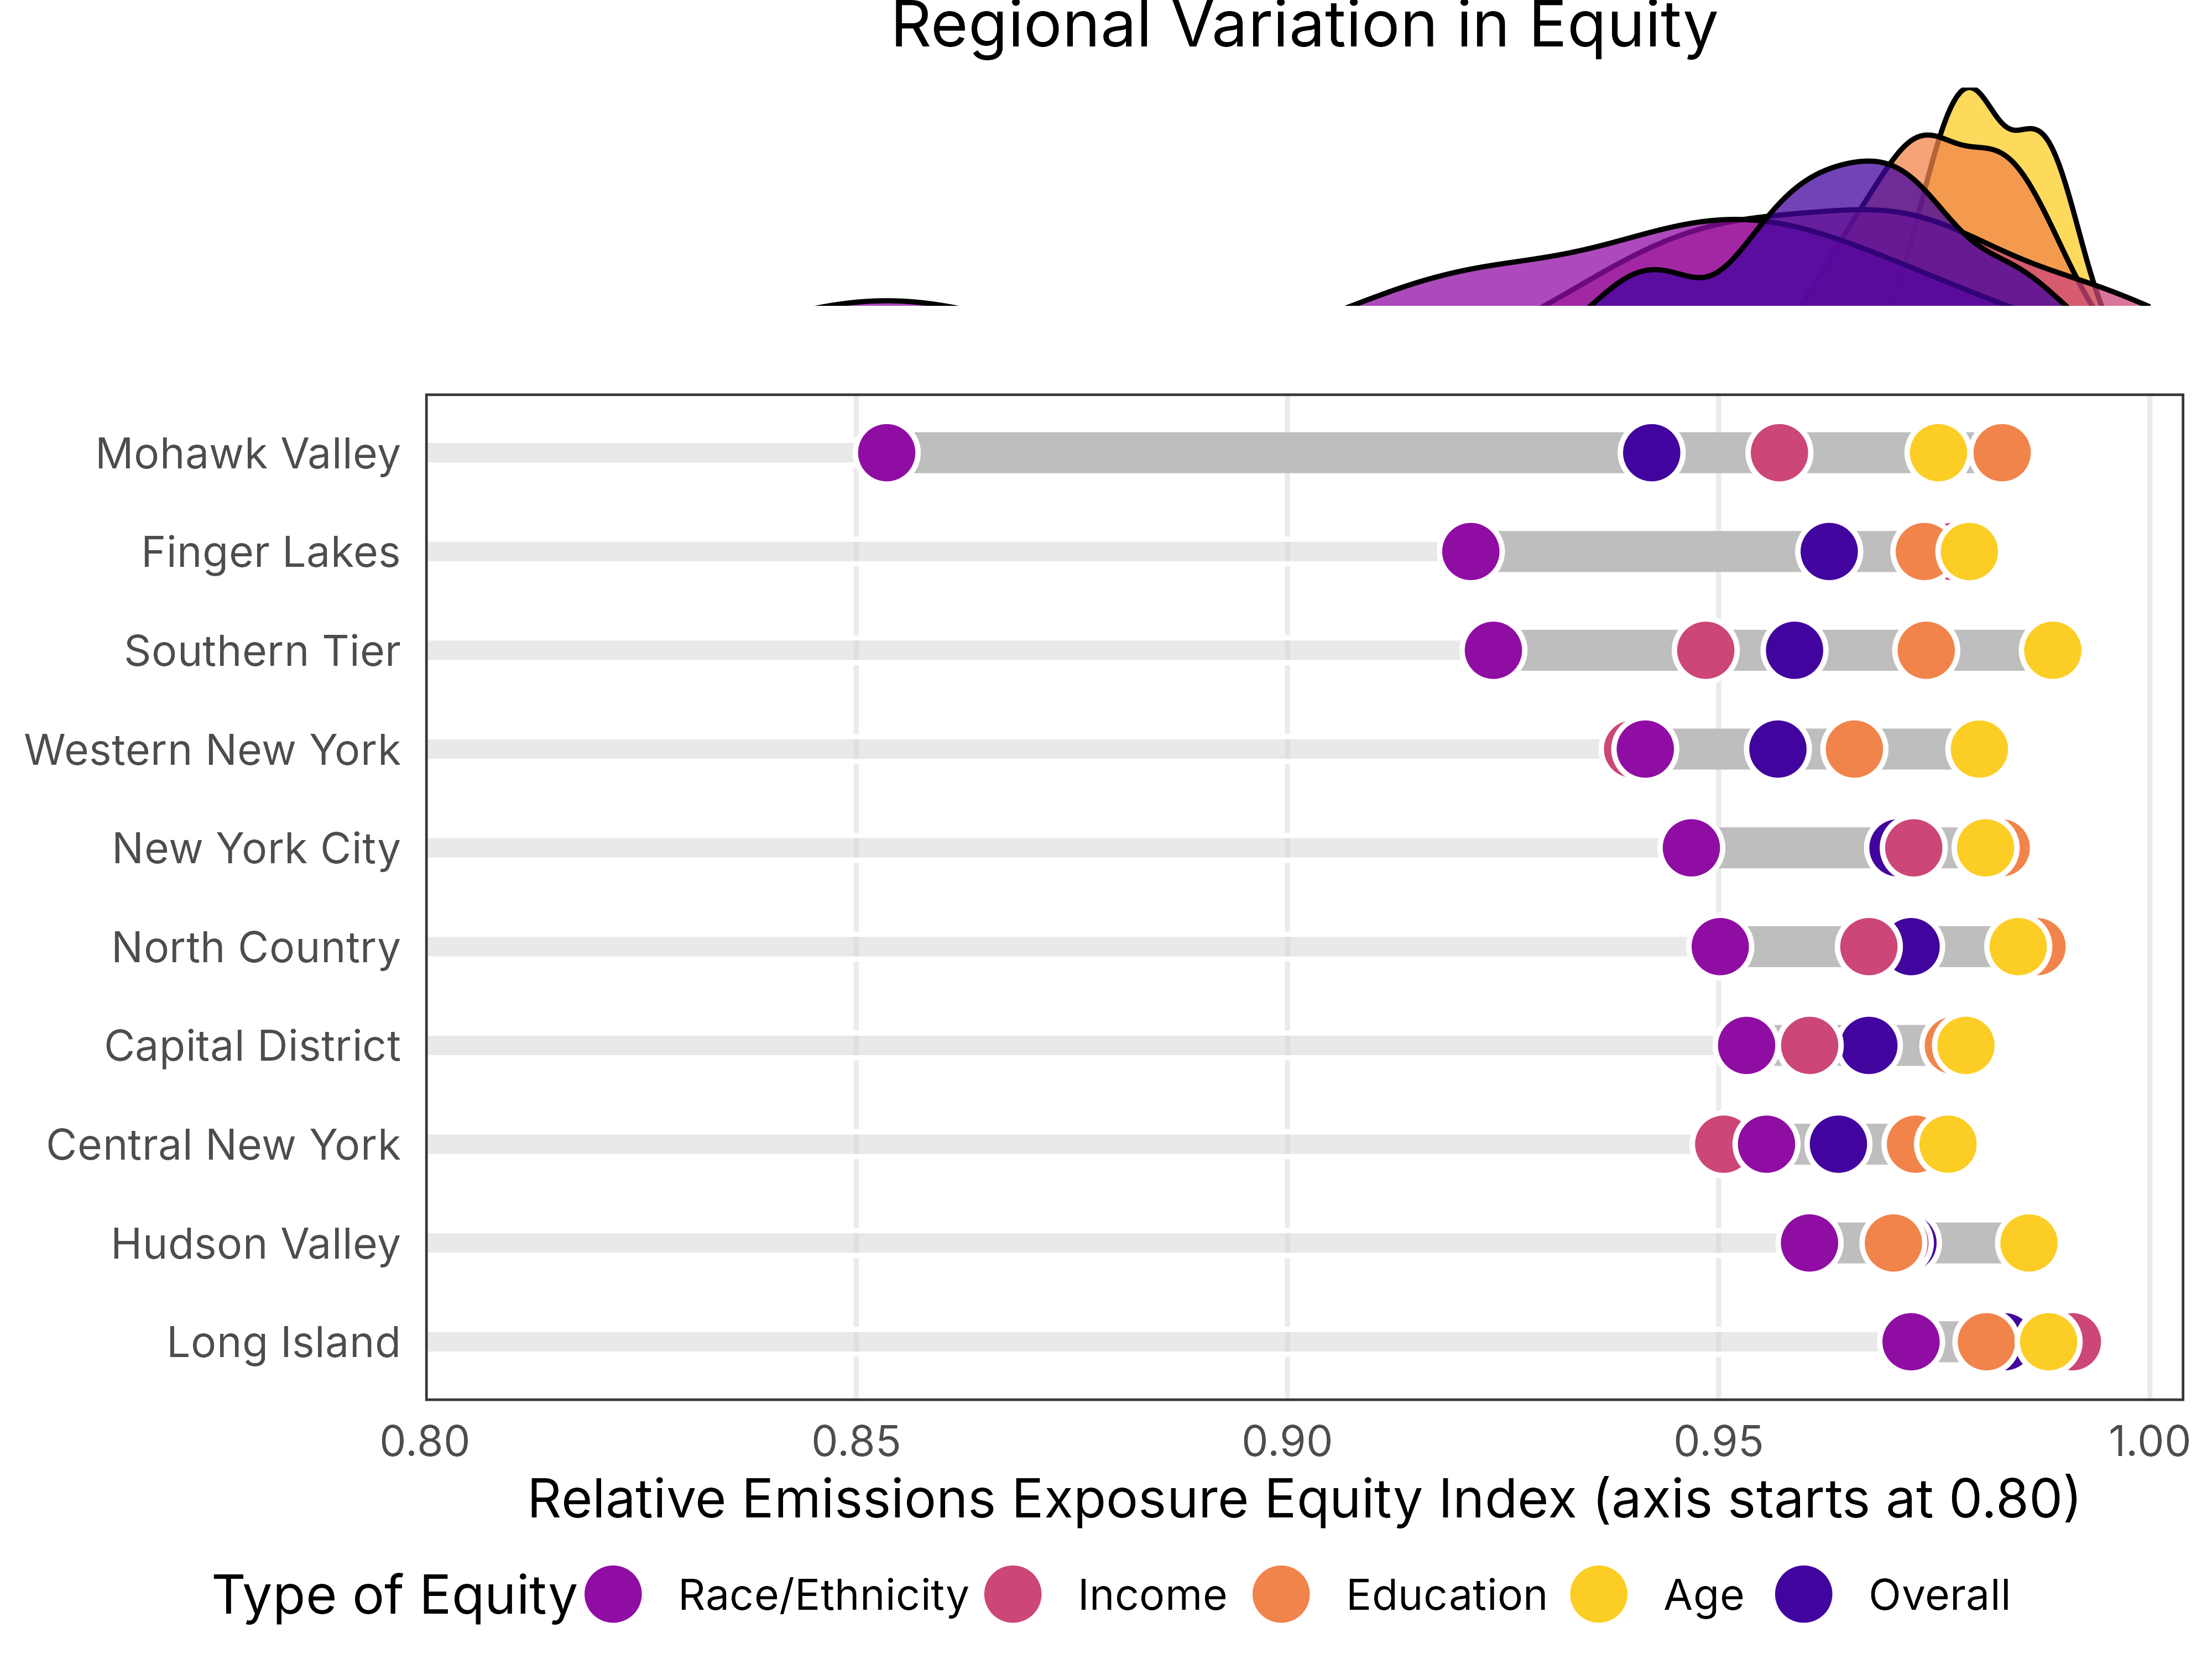 Regional Variation in Equity
Mohawk Valley
Finger Lakes
Southern Tier
Western New York
New York City
North Country
Capital District
Central New York
Hudson Valley
Long Island
0.80 0.85 0.90 0.95 1.00
Relative Emissions Exposure Equity Index (axis starts at 0.80)
Type of Equity Race/Ethnicity Income Education Age Overall